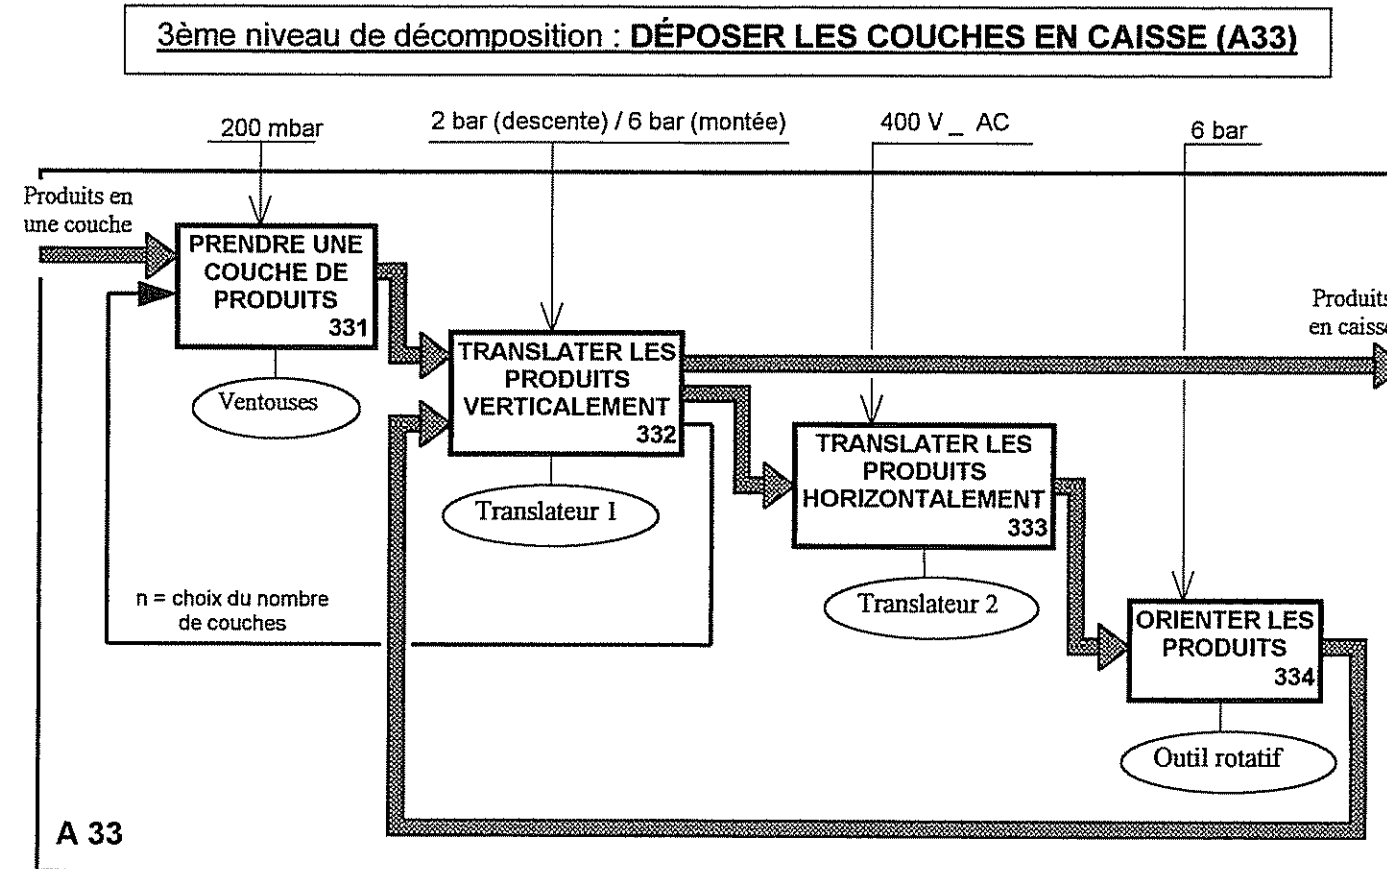 3ème niveau de décomposition : DÉPOSER LES COUCHES EN CAISSE (A33)
200 mbar
2 bar (descente) / 6 bar (montée)
400 V _ AC
6 bar
Produits en
une couche
PRENDRE UNE
COUCHE DE
PRODUITS
331
Ventouses
TRANSLATER LES
PRODUITS
VERTICALEMENT
332
Translateur 1
Produits
en caisse
TRANSLATER LES
PRODUITS
HORIZONTALEMENT
333
Translateur 2
n = choix du nombre
de couches
ORIENTER LES
PRODUITS
334
Outil rotatif
A 33